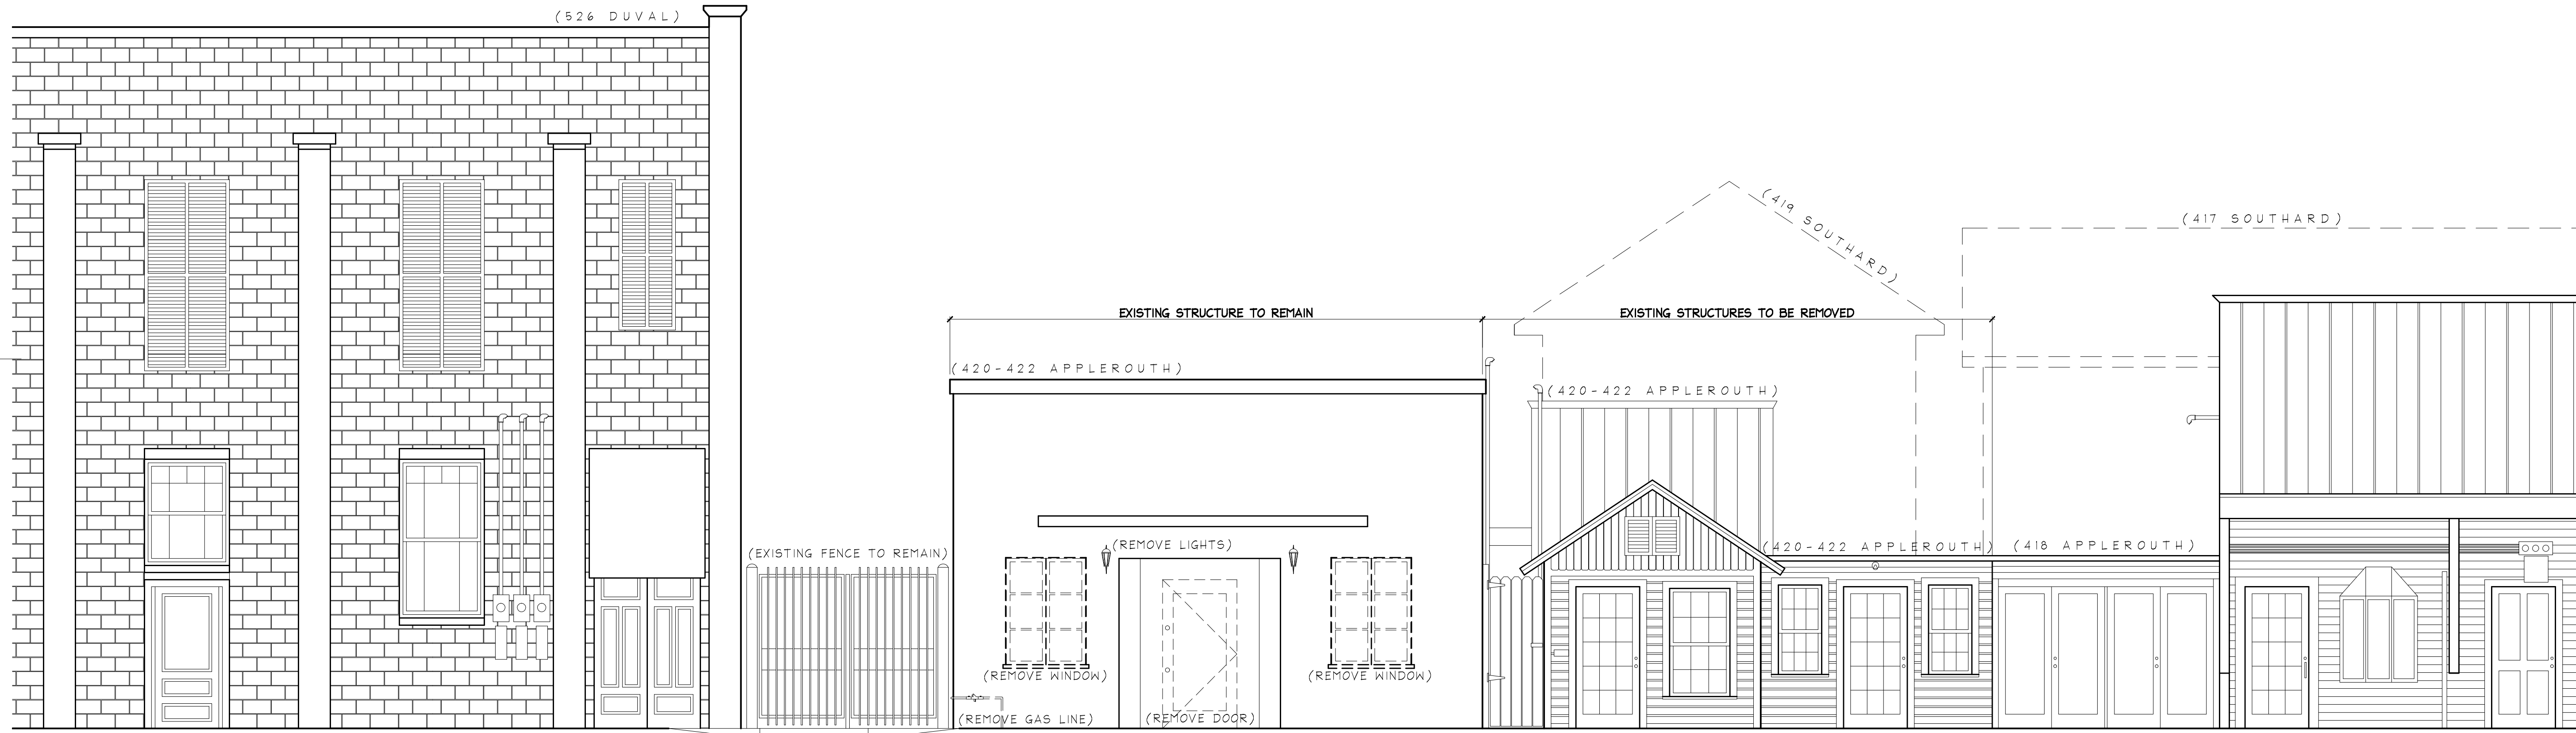 (526 DUVAL)
(419 SOUTHARD)
(417 SOUTHARD)
EXISTING STRUCTURE TO REMAIN
EXISTING STRUCTURES TO BE REMOVED
(420-422 APPLEROUTH)
(420-422 APPLEROUTH)
(EXISTING FENCE TO REMAIN)
(REMOVE LIGHTS)
(420-422 APPLEROUTH)
(418 APPLEROUTH)
(REMOVE WINDOW)
(REMOVE WINDOW)
(REMOVE GAS LINE)
(REMOVE DOOR)